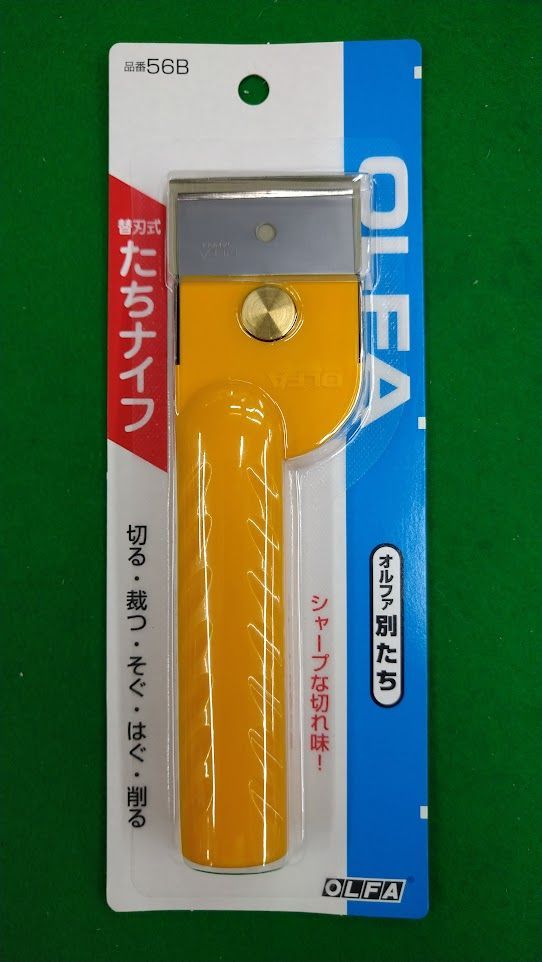 品番56B
OLFA
替刃式
たちナイフ
OLFA
オルファ 別たち
シャープな切れ味!
切る・裁つ・そぐ・はぐ・削る
OLFA